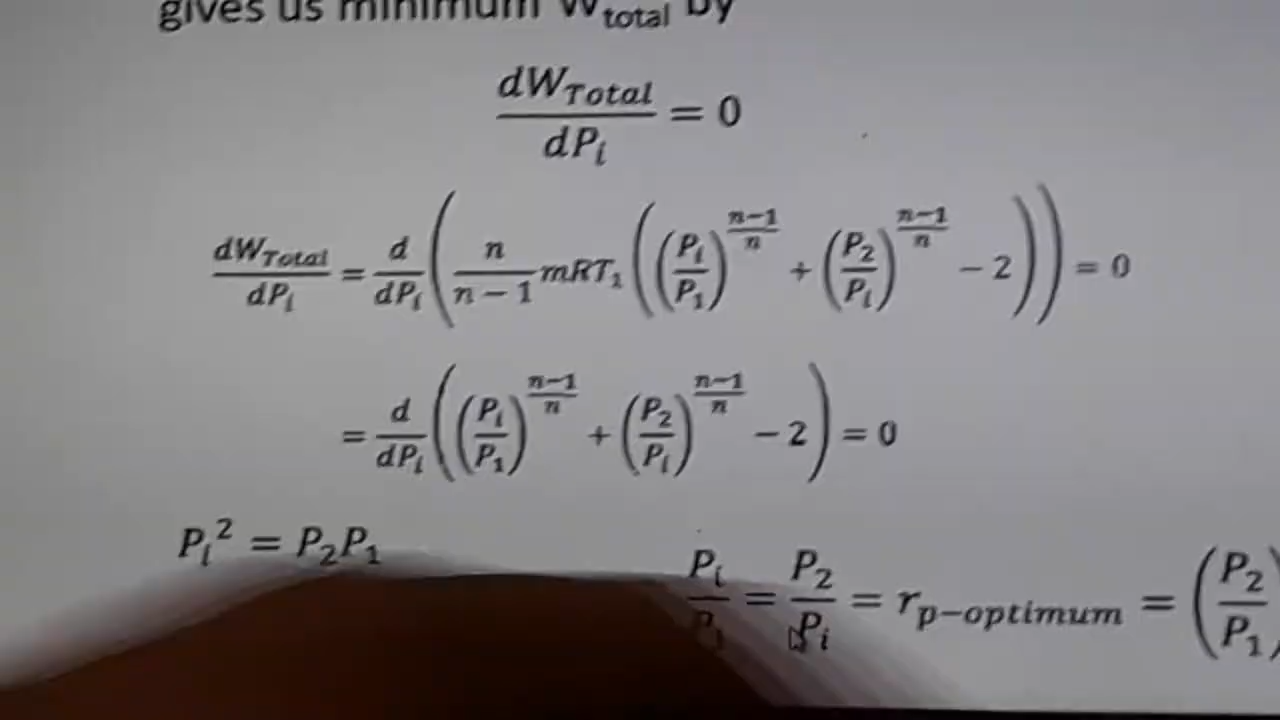 gives us minimum W_total by
dW_Total/dP_i = 0
dW_Total/dP_i = d/dP_i (n/(n−1) mRT_1 ((P_i/P_1)^((n−1)/n) + (P_2/P_i)^((n−1)/n) − 2)) = 0
= d/dP_i ((P_i/P_1)^((n−1)/n) + (P_2/P_i)^((n−1)/n) − 2) = 0
P_i² = P_2P_1
P_i/P_1 = P_2/P_i = r_p−optimum = (P_2/P_1)